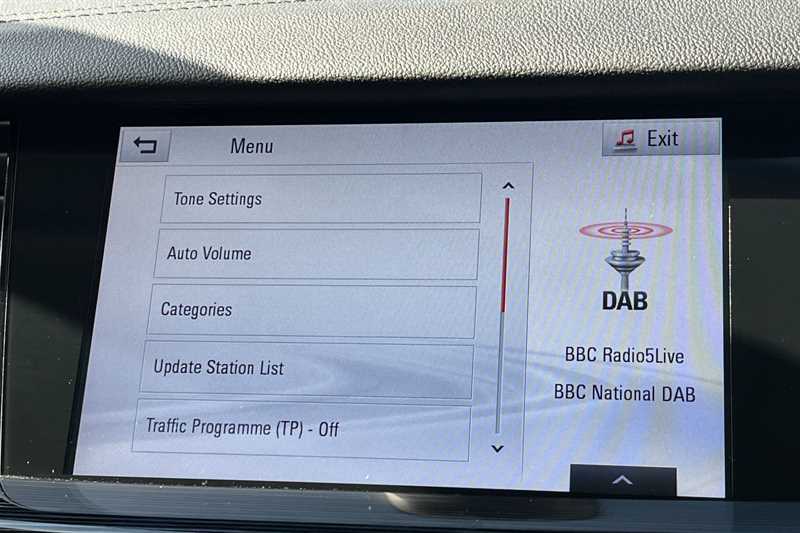 Menu
Exit
Tone Settings
Auto Volume
Categories
Update Station List
Traffic Programme (TP) - Off
DAB
BBC Radio5Live
BBC National DAB